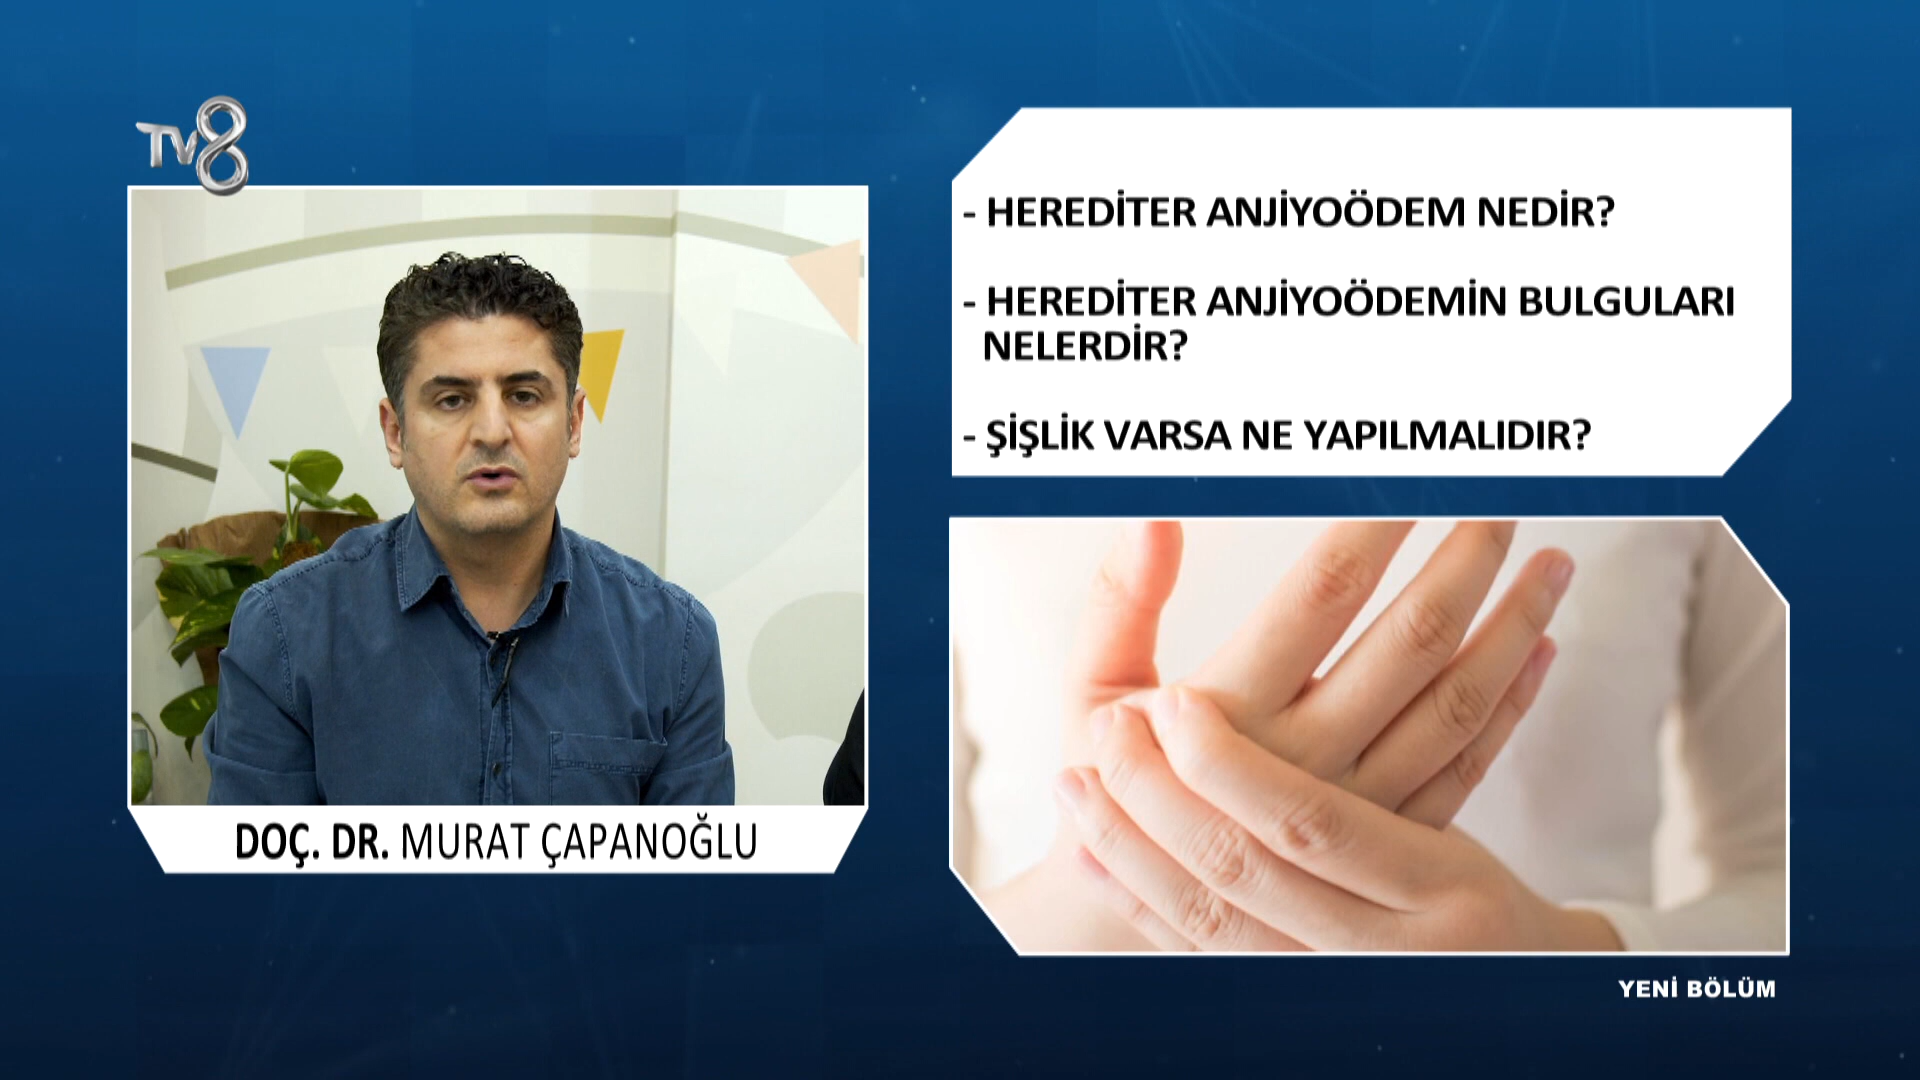 TV8
- HEREDİTER ANJİYOÖDEM NEDİR?
- HEREDİTER ANJİYOÖDEMİN BULGULARI
NELERDİR?
- ŞİŞLİK VARSA NE YAPILMALIDIR?
DOÇ. DR. MURAT ÇAPANOĞLU
YENİ BÖLÜM